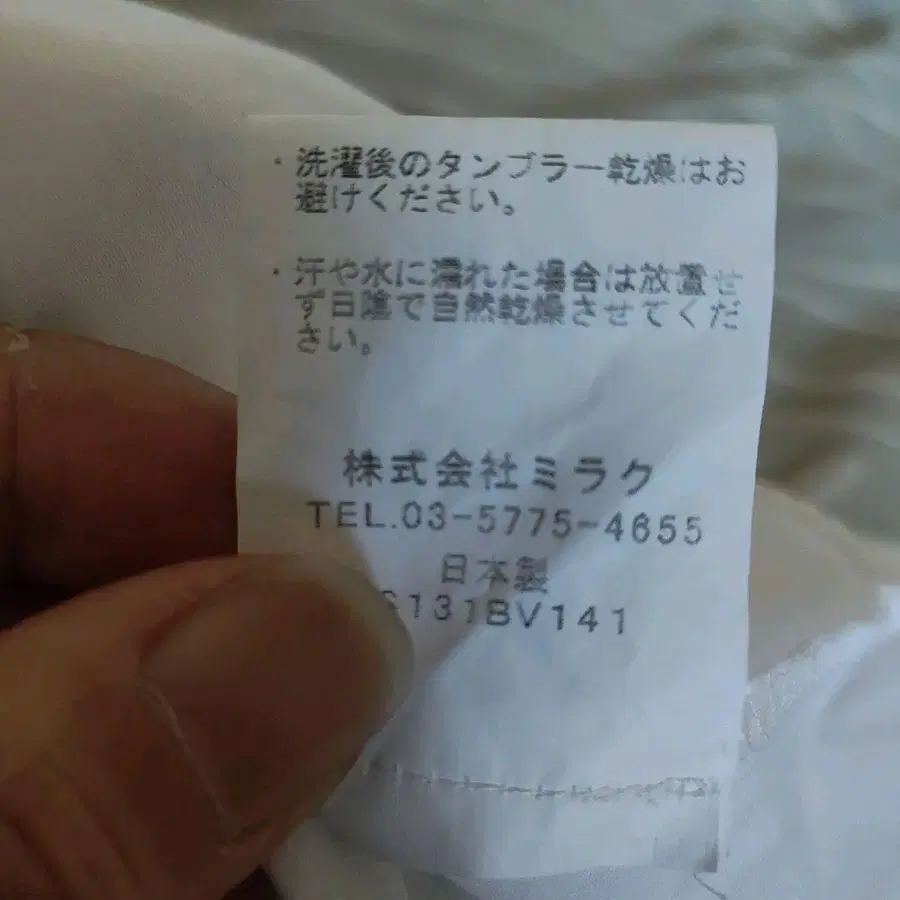 ・洗濯後のタンブラー乾燥はお
避けください。
・汗や水に濡れた場合は放置せ
ず日陰で自然乾燥させてくだ
さい。
株式会社ミラク
TEL.03-5775-4655
日本製
131BV141